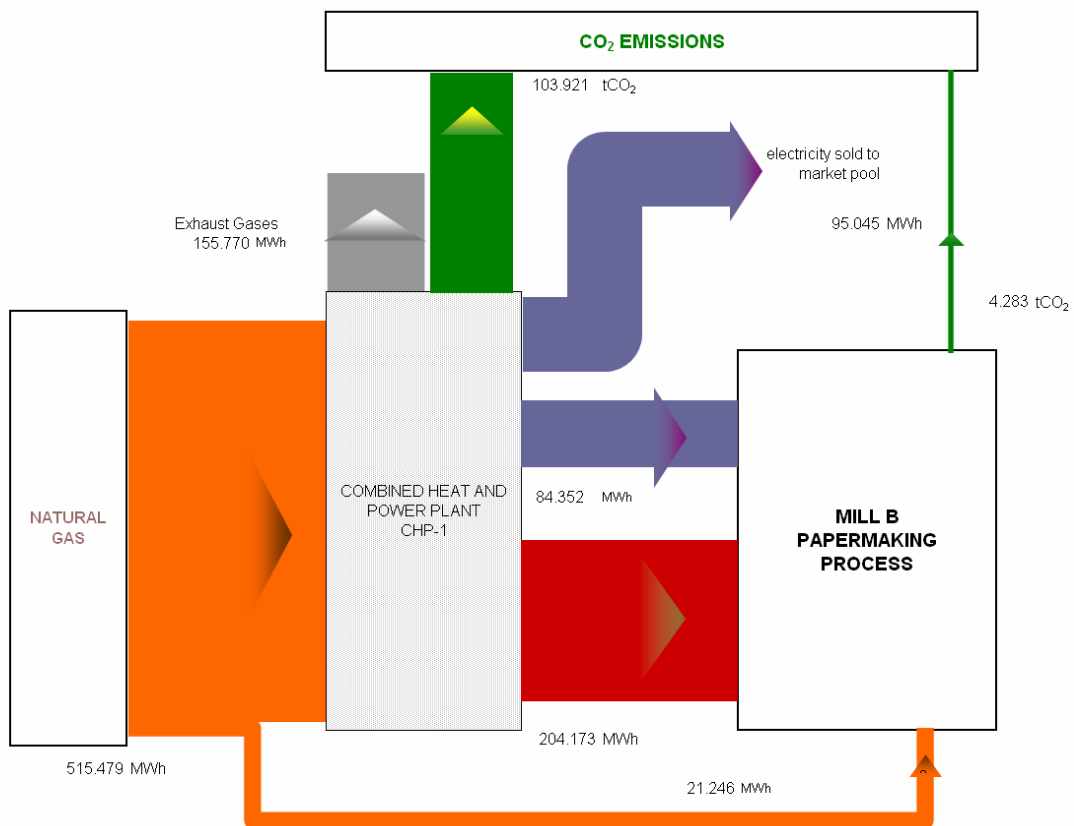 CO₂ EMISSIONS
103.921 tCO₂
electricity sold to
market pool
Exhaust Gases
155.770 MWh
95.045 MWh
4.283 tCO₂
COMBINED HEAT AND
POWER PLANT
CHP-1
84.352 MWh
NATURAL
GAS
MILL B
PAPERMAKING
PROCESS
204.173 MWh
515.479 MWh
21.246 MWh